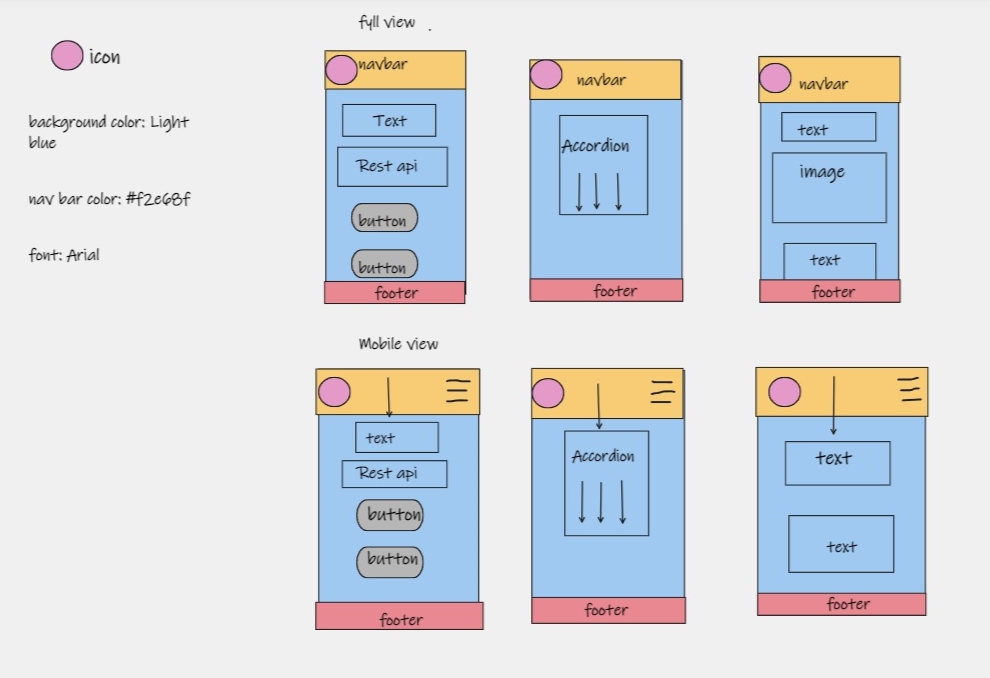 fyll view .
icon
background color: Light
blue
nav bar color: #f2e68f
font: Arial
navbar
Text
Rest api
button
button
footer
navbar
Accordion
footer
navbar
text
image
text
footer
Mobile view
text
Rest api
button
button
footer
Accordion
footer
text
text
footer